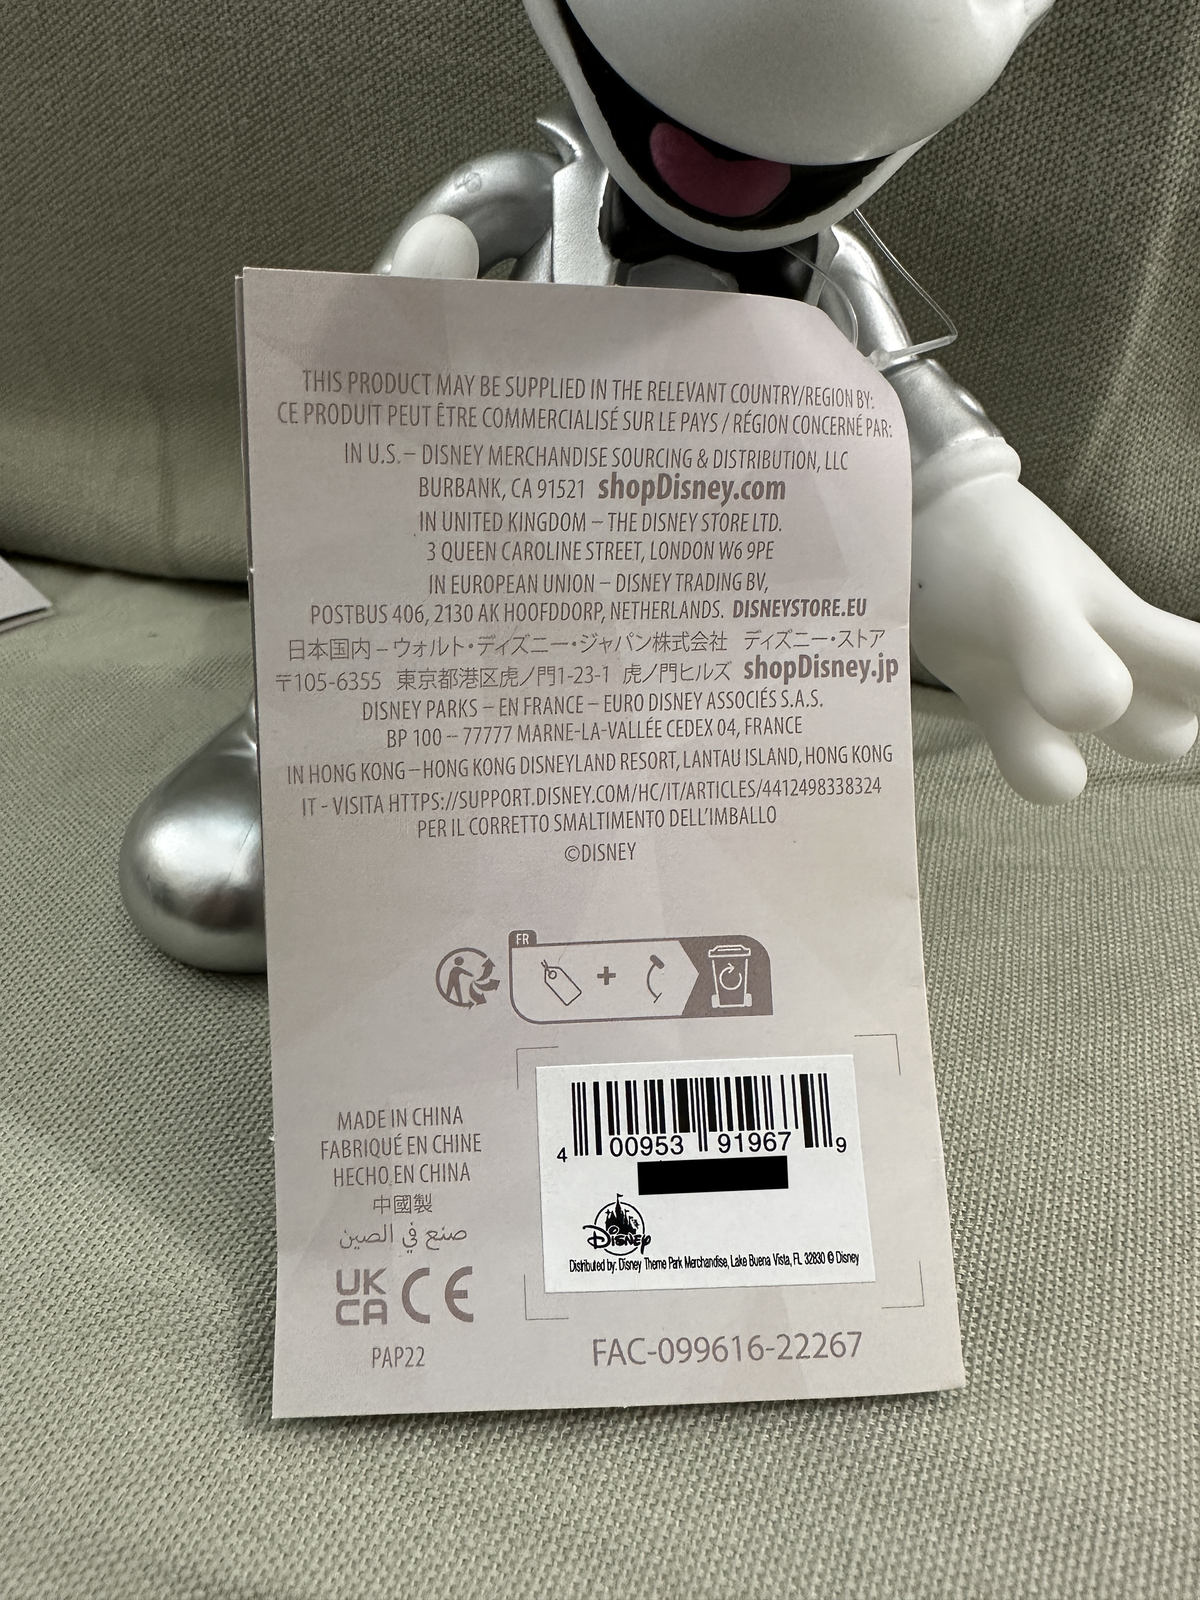 THIS PRODUCT MAY BE SUPPLIED IN THE RELEVANT COUNTRY/REGION BY:
CE PRODUIT PEUT ÊTRE COMMERCIALISÉ SUR LE PAYS / RÉGION CONCERNÉ PAR:
IN U.S. – DISNEY MERCHANDISE SOURCING & DISTRIBUTION, LLC
BURBANK, CA 91521 shopDisney.com
IN UNITED KINGDOM – THE DISNEY STORE LTD.
3 QUEEN CAROLINE STREET, LONDON W6 9PE
IN EUROPEAN UNION – DISNEY TRADING BV,
POSTBUS 406, 2130 AK HOOFDDORP, NETHERLANDS. DISNEYSTORE.EU
日本国内 – ウォルト・ディズニー・ジャパン株式会社 ディズニー・ストア
〒105-6355 東京都港区虎ノ門1-23-1 虎ノ門ヒルズ shopDisney.jp
DISNEY PARKS – EN FRANCE – EURO DISNEY ASSOCIÉS S.A.S.
BP 100 – 77777 MARNE-LA-VALLÉE CEDEX 04, FRANCE
IN HONG KONG – HONG KONG DISNEYLAND RESORT, LANTAU ISLAND, HONG KONG
IT - VISITA HTTPS://SUPPORT.DISNEY.COM/HC/IT/ARTICLES/4412498338324
PER IL CORRETTO SMALTIMENTO DELL'IMBALLO
©DISNEY
FR
+
MADE IN CHINA
FABRIQUÉ EN CHINE
HECHO EN CHINA
中國製
صنع في الصين
UK
CA CE
PAP22
4 00953 91967 9
Disney
Distributed by: Disney Theme Park Merchandise, Lake Buena Vista, FL 32830 © Disney
FAC-099616-22267